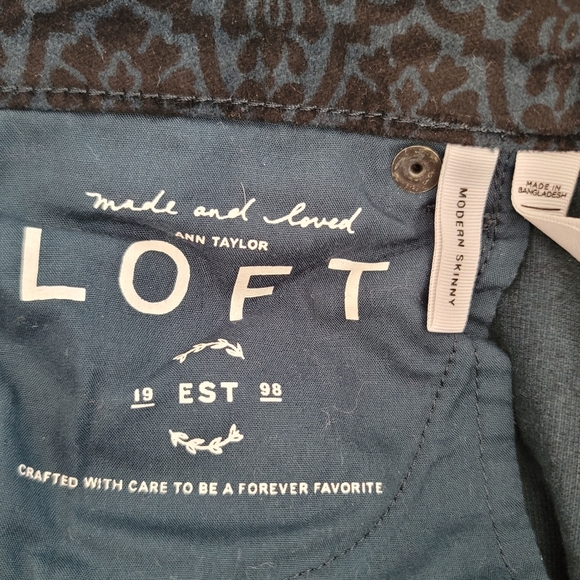 made and loved
ANN TAYLOR
LOFT
19 EST 98
CRAFTED WITH CARE TO BE A FOREVER FAVORITE
MODERN SKINNY
MADE IN
BANGLADESH